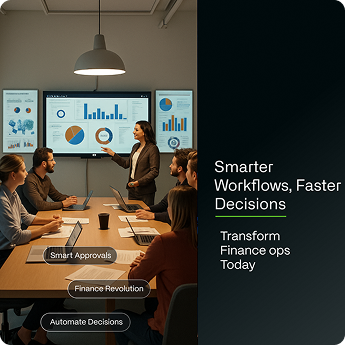 Smarter
Workflows, Faster
Decisions
Transform
Finance ops
Today
Smart Approvals
Finance Revolution
Automate Decisions